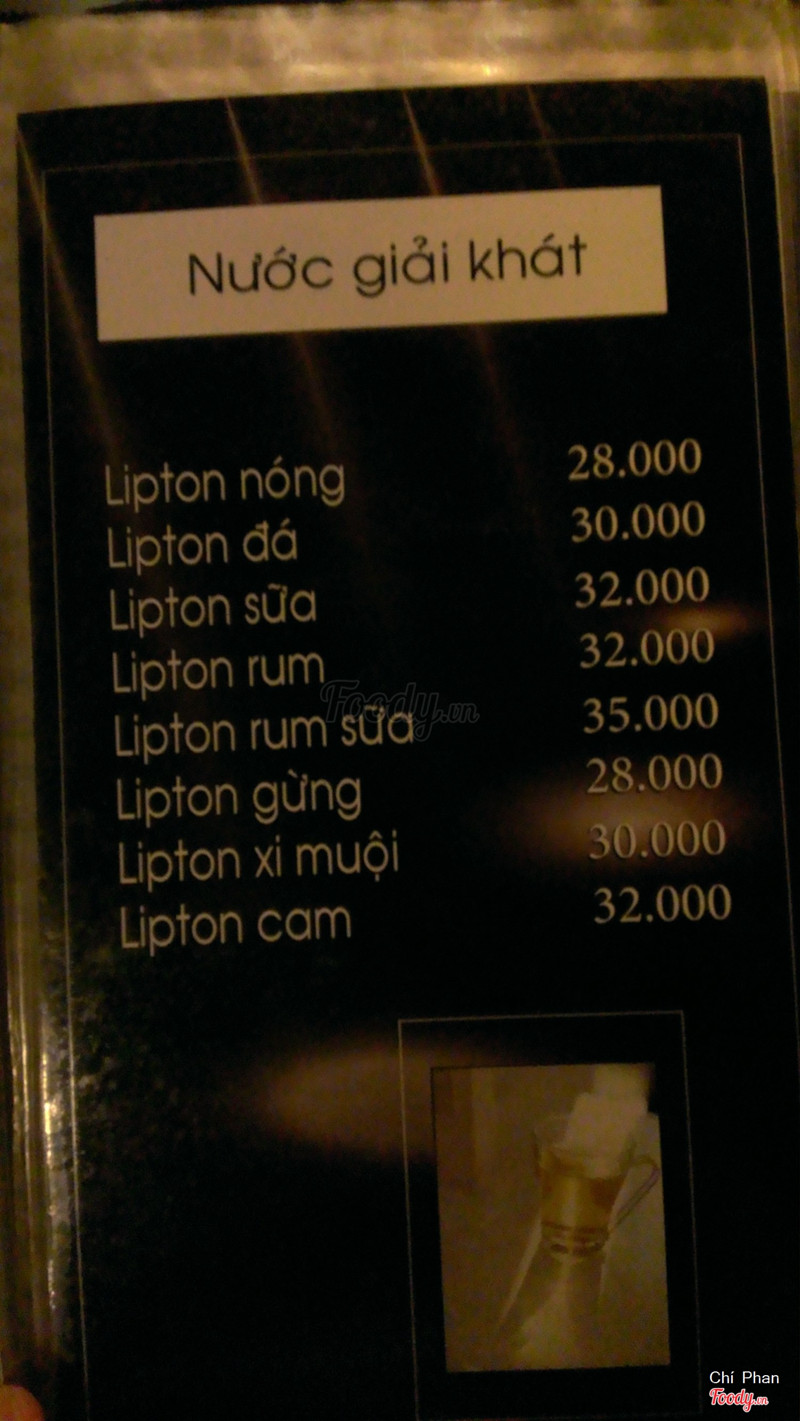 Nước giải khát
Lipton nóng 28.000
Lipton đá 30.000
Lipton sữa 32.000
Lipton rum 32.000
Lipton rum sữa 35.000
Lipton gừng 28.000
Lipton xi muội 30.000
Lipton cam 32.000
Foody.vn
Chí Phan
Foody.vn